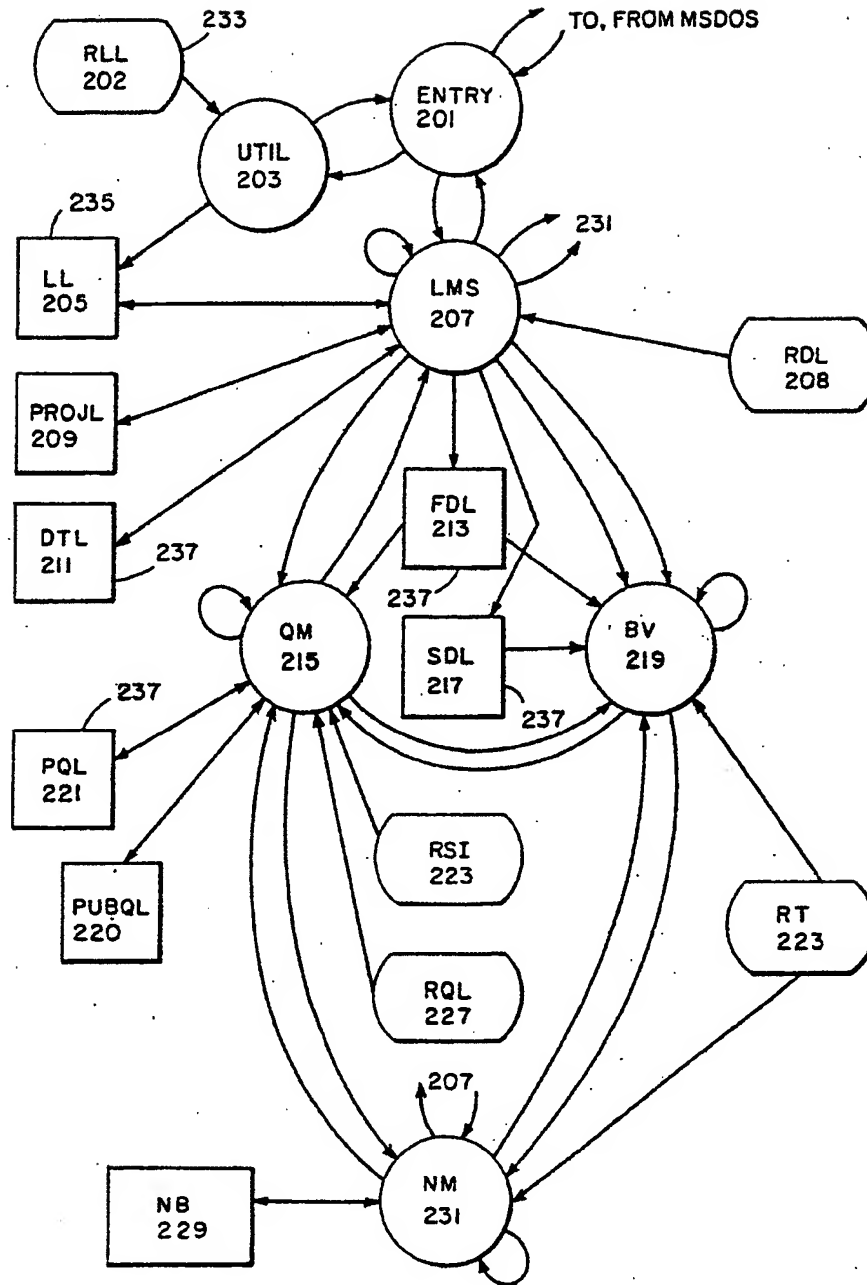 TO, FROM MSDOS
233
RLL
202
ENTRY
201
UTIL
203
235
231
LL
205
LMS
207
RDL
208
PROJL
209
FDL
213
DTL
211
237
237
QM
215
BV
219
SDL
217
237
237
PQL
221
RSI
223
PUBQL
220
RT
223
RQL
227
207
NM
231
NB
229